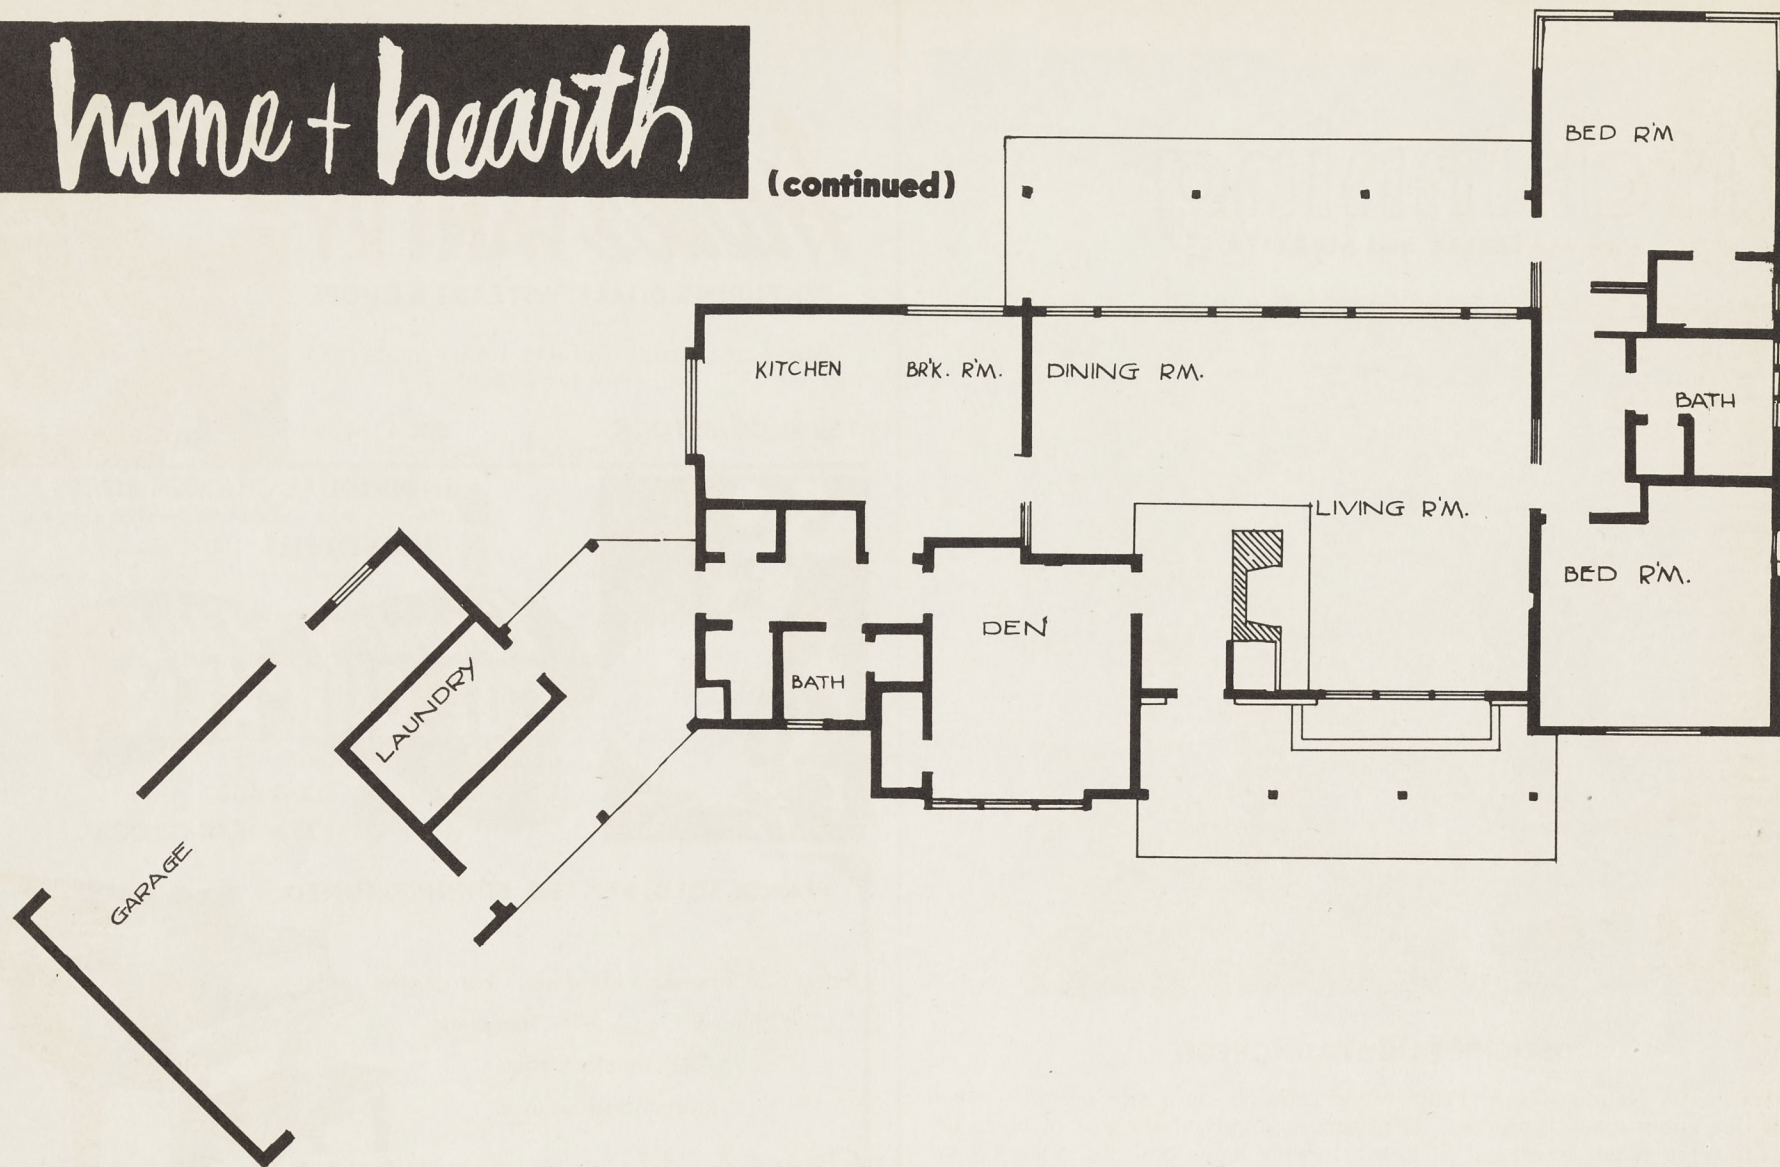 home + hearth
(continued)
BED R'M
KITCHEN
BR'K. R'M.
DINING RM.
BATH
LIVING R'M.
BED R'M.
DEN
BATH
LAUNDRY
GARAGE